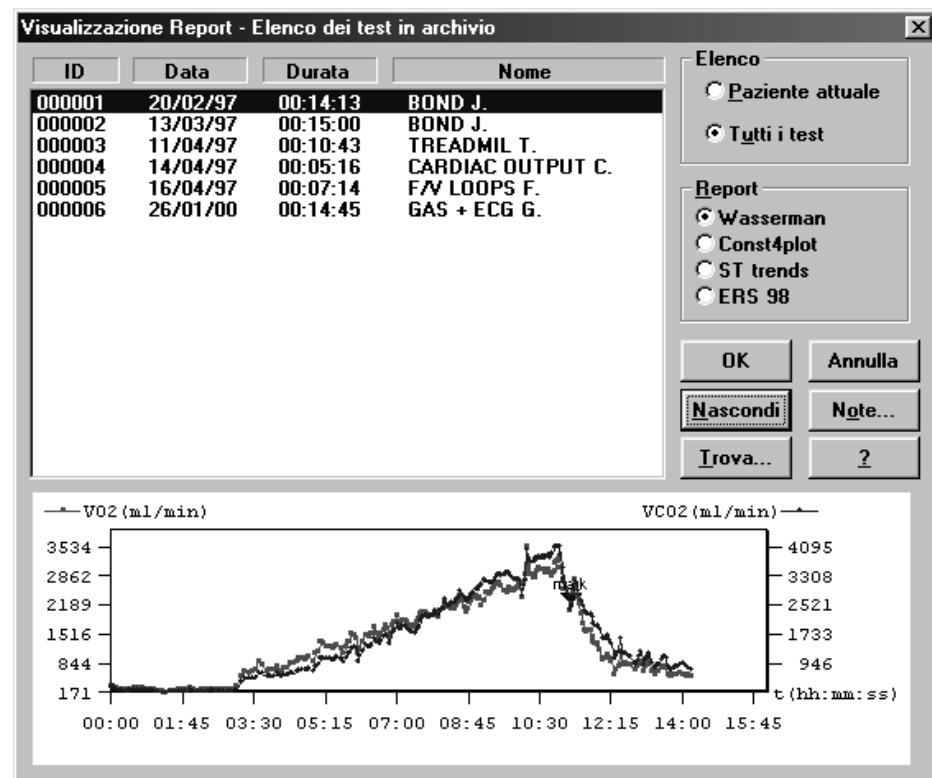 Visualizzazione Report - Elenco dei test in archivio
ID Data Durata Nome
000001 20/02/97 00:14:13 BOND J.
000002 13/03/97 00:15:00 BOND J.
000003 11/04/97 00:10:43 TREADMIL T.
000004 14/04/97 00:05:16 CARDIAC OUTPUT C.
000005 16/04/97 00:07:14 F/V LOOPS F.
000006 26/01/00 00:14:45 GAS + ECG G.
Elenco
Paziente attuale
Tutti i test
Report
Wasserman
Const4plot
ST trends
ERS 98
OK Annulla
Nascondi Note...
Trova... ?
VO2(ml/min) VCO2(ml/min)
3534 4095
2862 3308
mark
2189 2521
1516 1733
844 946
171 t(hh:mm:ss)
00:00 01:45 03:30 05:15 07:00 08:45 10:30 12:15 14:00 15:45